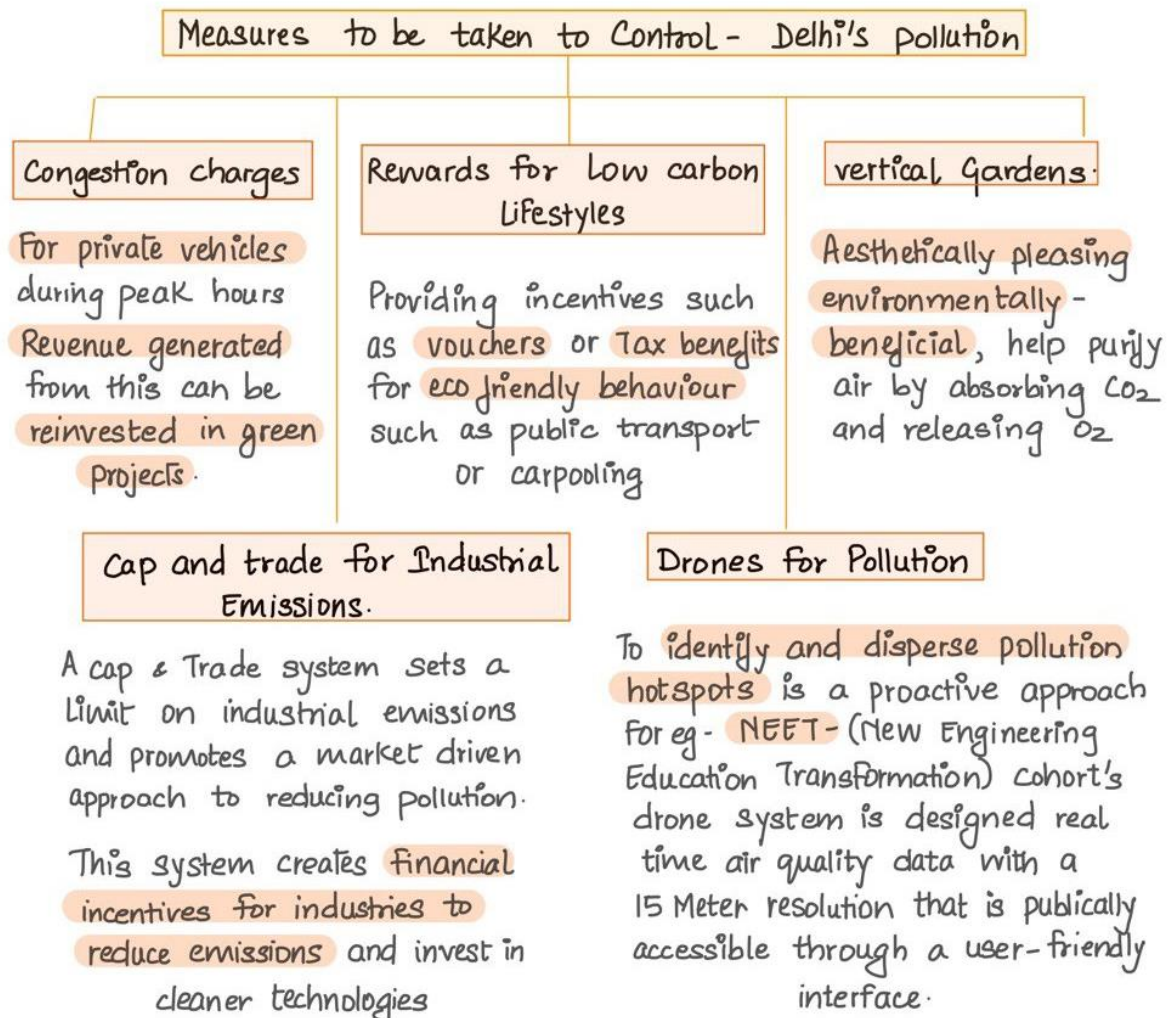 Measures to be taken to Control - Delhi's pollution
Congestion charges
For private vehicles
during peak hours
Revenue generated
from this can be
reinvested in green
projects.
Rewards for Low carbon
Lifestyles
Providing incentives such
as vouchers or Tax benefits
for eco friendly behaviour
such as public transport
or carpooling
vertical Gardens.
Aesthetically pleasing
environmentally -
beneficial, help purify
air by absorbing CO2
and releasing O2
Cap and trade for Industrial
Emissions.
A cap & Trade system sets a
Limit on industrial emissions
and promotes a market driven
approach to reducing pollution.
This system creates financial
incentives for industries to
reduce emissions and invest in
cleaner technologies
Drones for Pollution
To identify and disperse pollution
hotspots is a proactive approach
For eg - NEET - (New Engineering
Education Transformation) cohort's
drone system is designed real
time air quality data with a
15 Meter resolution that is publically
accessible through a user-friendly
interface.